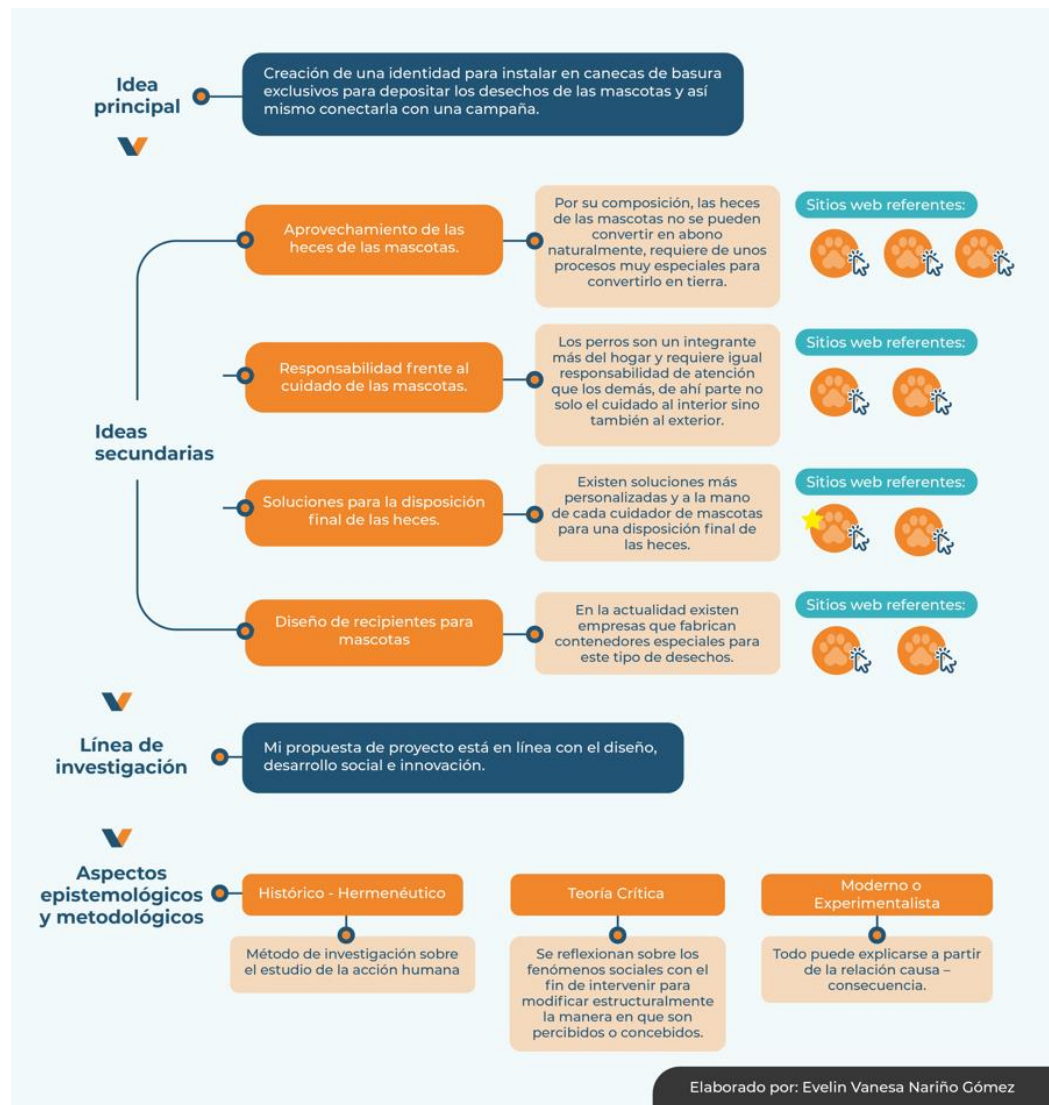 Idea
principal
Creación de una identidad para instalar en canecas de basura
exclusivos para depositar los desechos de las mascotas y así
mismo conectarla con una campaña.
Ideas
secundarias
Aprovechamiento de las
heces de las mascotas.
Por su composición, las heces
de las mascotas no se pueden
convertir en abono
naturalmente, requiere de unos
procesos muy especiales para
convertirlo en tierra.
Sitios web referentes:
Responsabilidad frente al
cuidado de las mascotas.
Los perros son un integrante
más del hogar y requiere igual
responsabilidad de atención
que los demás, de ahí parte no
solo el cuidado al interior sino
también al exterior.
Sitios web referentes:
Soluciones para la disposición
final de las heces.
Existen soluciones más
personalizadas y a la mano
de cada cuidador de mascotas
para una disposición final de
las heces.
Sitios web referentes:
Diseño de recipientes para
mascotas
En la actualidad existen
empresas que fabrican
contenedores especiales para
este tipo de desechos.
Sitios web referentes:
Línea de
investigación
Mi propuesta de proyecto está en línea con el diseño,
desarrollo social e innovación.
Aspectos
epistemológicos
y metodológicos
Histórico - Hermenéutico
Método de investigación sobre
el estudio de la acción humana
Teoría Crítica
Se reflexionan sobre los
fenómenos sociales con el
fin de intervenir para
modificar estructuralmente
la manera en que son
percibidos o concebidos.
Moderno o
Experimentalista
Todo puede explicarse a partir
de la relación causa –
consecuencia.
Elaborado por: Evelin Vanesa Nariño Gómez